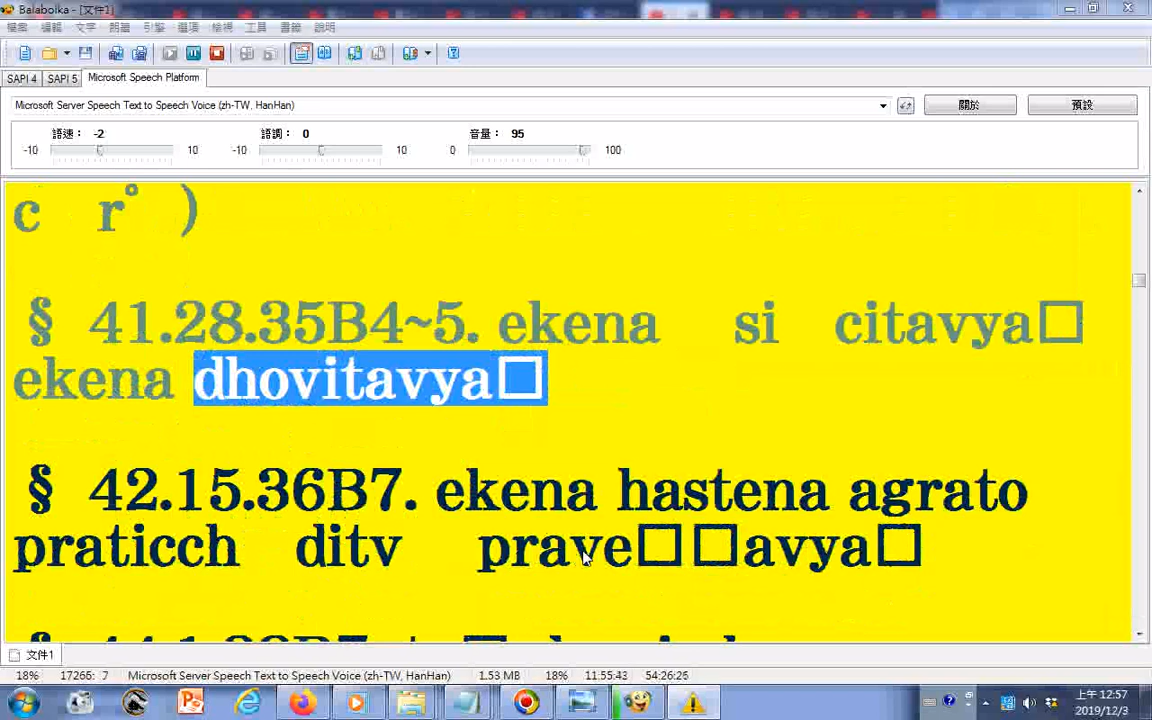 Balabolka - [文件1]
檔案 編輯 文字 朗讀 引擎 選項 檢視 工具 書籤 說明
SAPI 4 SAPI 5 Microsoft Speech Platform
Microsoft Server Speech Text to Speech Voice (zh-TW, HanHan) 關於 預設
語速： -2 語調： 0 音量： 95
-10 10 -10 10 0 100
c r° )
§ 41.28.35B4~5. ekena si citavya□
ekena dhovitavya□
§ 42.15.36B7. ekena hastena agrato
praticch ditv prave□□avya□
文件1
18% 17265: 7 Microsoft Server Speech Text to Speech Voice (zh-TW, HanHan) 1.53 MB 18% 11:55:43 54:26:25
上午 12:57
2019/12/3